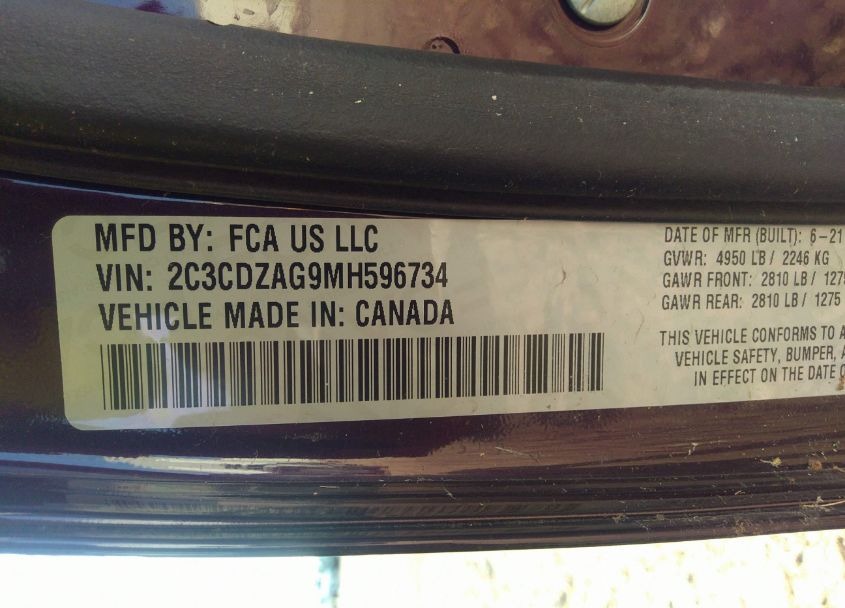 MFD BY: FCA US LLC
VIN: 2C3CDZAG9MH596734
VEHICLE MADE IN: CANADA
DATE OF MFR (BUILT): 6-21
GVWR: 4950 LB / 2246 KG
GAWR FRONT: 2810 LB / 1275
GAWR REAR: 2810 LB / 1275
THIS VEHICLE CONFORMS TO A
VEHICLE SAFETY, BUMPER, A
IN EFFECT ON THE DATE O